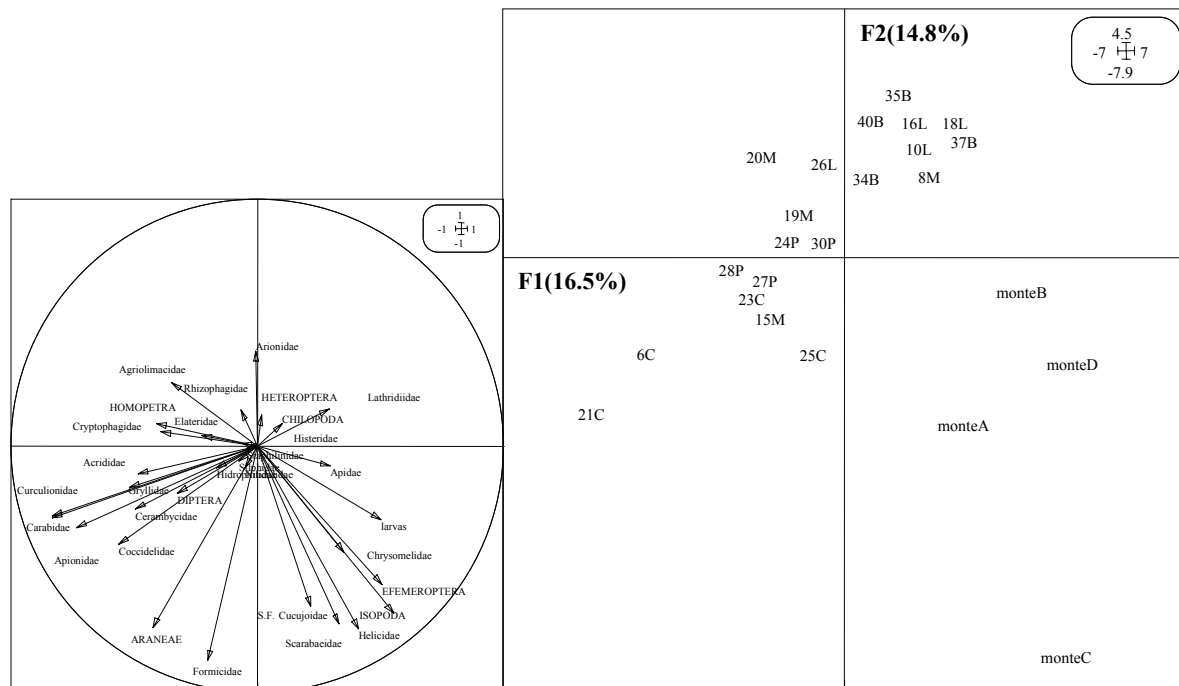 F2(14.8%)
4.5
-7 7
-7.9
35B
40B 16L 18L
37B
10L
20M
26L
34B 8M
19M
24P 30P
F1(16.5%)
28P
27P
23C
15M
6C 25C
21C
monteB
monteD
monteA
monteC
1
-1 1
-1
Arionidae
Agriolimacidae
Rhizophagidae
HETEROPTERA Lathridiidae
HOMOPETRA
CHILOPODA
Elateridae
Cryptophagidae
Histeridae
Acrididae
Apidae
Curculionidae Gryllidae
DIPTERA
Cerambycidae
Carabidae
larvas
Coccidelidae
Chrysomelidae
Apionidae
EFEMEROPTERA
S.F. Cucujoidae ISOPODA
Helicidae
ARANEAE
Scarabaeidae
Formicidae